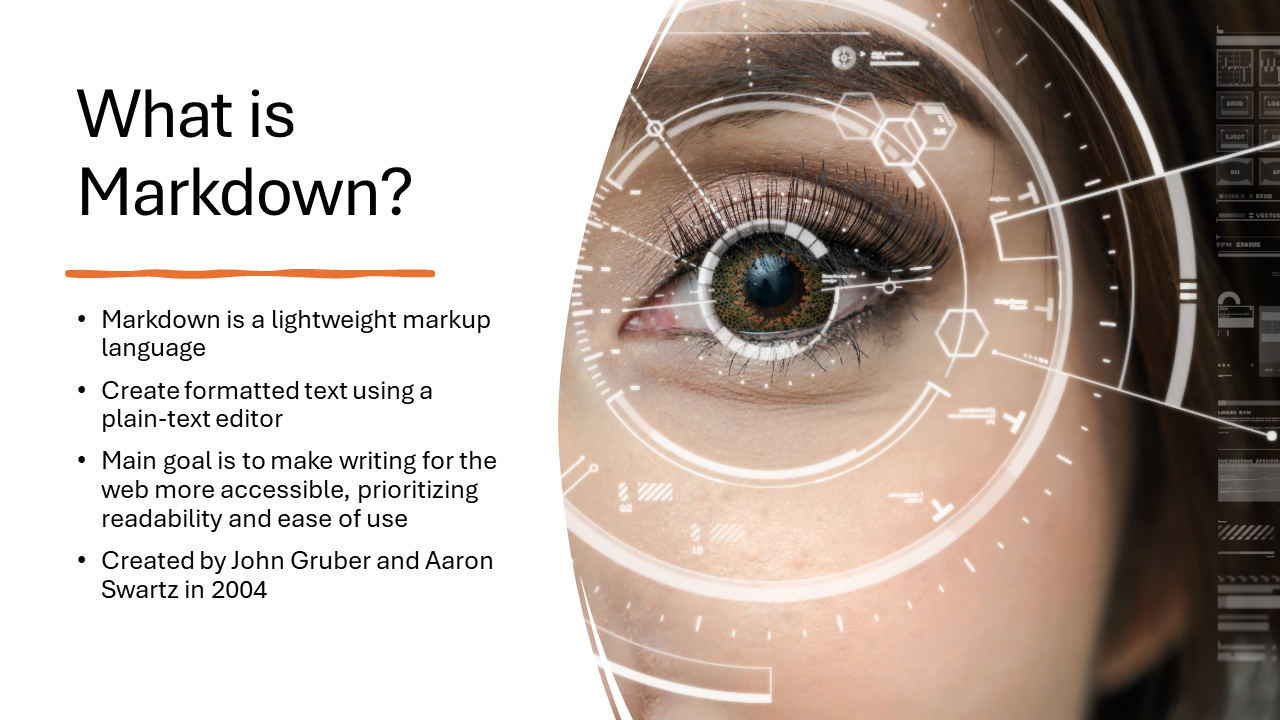 What is
Markdown?
• Markdown is a lightweight markup
language
• Create formatted text using a
plain-text editor
• Main goal is to make writing for the
web more accessible, prioritizing
readability and ease of use
• Created by John Gruber and Aaron
Swartz in 2004
02
EJECT